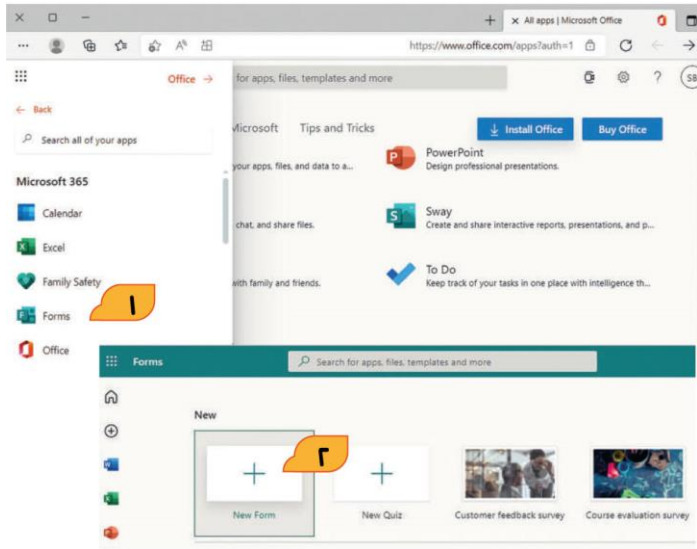 All apps | Microsoft Office
https://www.office.com/apps?auth=1
Office →
for apps, files, templates and more
SB
← Back
Search all of your apps
Microsoft 365
Calendar
Excel
Family Safety
Forms
١
Office
Microsoft
Tips and Tricks
Install Office
Buy Office
your apps, files, and data to a...
PowerPoint
Design professional presentations.
chat, and share files.
Sway
Create and share interactive reports, presentations, and p...
with family and friends.
To Do
Keep track of your tasks in one place with intelligence th...
Forms
Search for apps, files, templates and more
New
٢
New Form
New Quiz
Customer feedback survey
Course evaluation survey